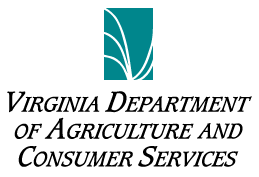 VIRGINIA DEPARTMENT
OF AGRICULTURE AND
CONSUMER SERVICES